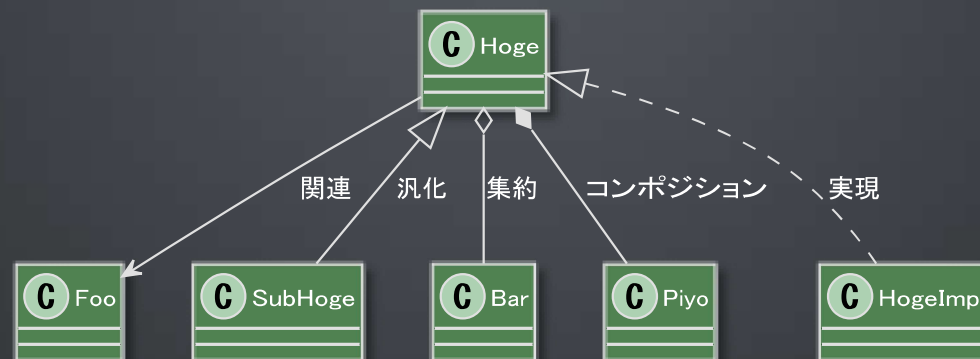 C Hoge
関連
汎化
集約
コンポジション
実現
C Foo
C SubHoge
C Bar
C Piyo
C HogeImp